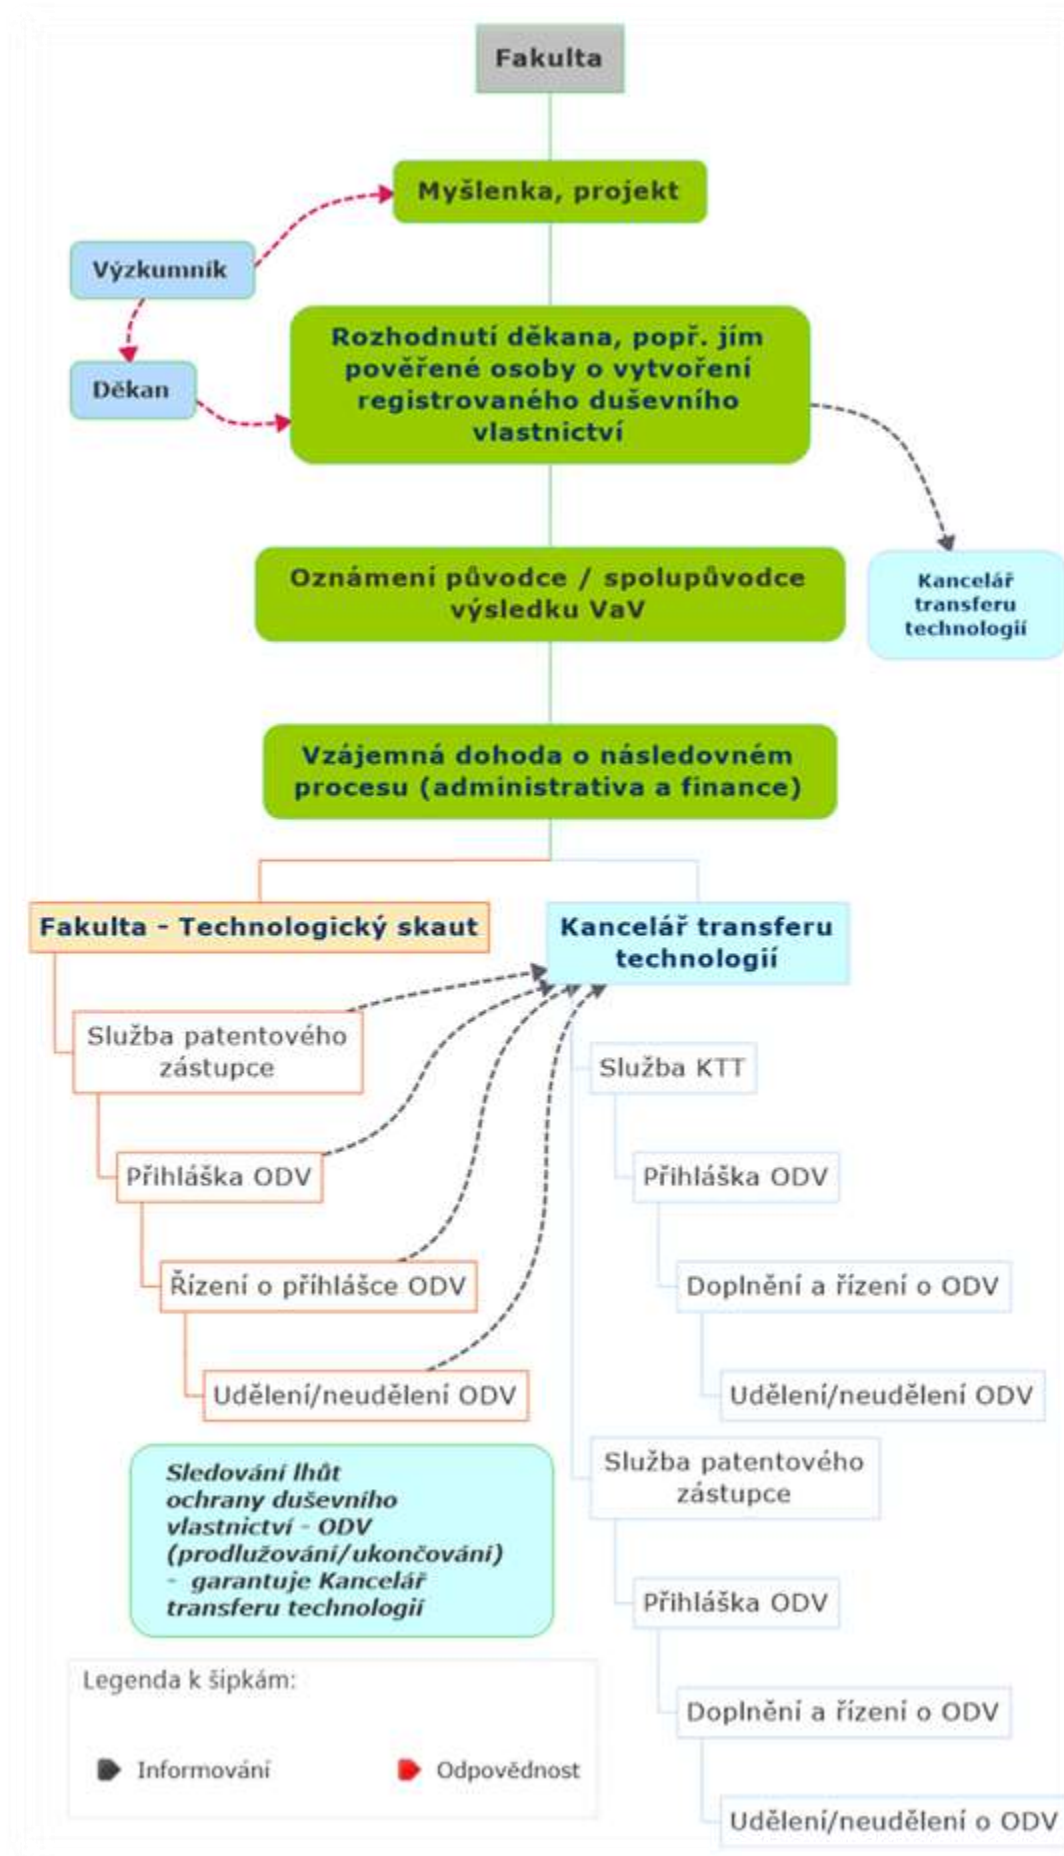 Fakulta
Myšlenka, projekt
Výzkumník
Rozhodnutí děkana, popř. jím
pověřené osoby o vytvoření
registrovaného duševního
vlastnictví
Děkan
Oznámení původce / spolupůvodce
výsledku VaV
Kancelář
transferu
technologií
Vzájemná dohoda o následovném
procesu (administrativa a finance)
Fakulta - Technologický skaut
Služba patentového
zástupce
Přihláška ODV
Řízení o příhlášce ODV
Udělení/neudělení ODV
Kancelář transferu
technologií
Služba KTT
Přihláška ODV
Doplnění a řízení o ODV
Udělení/neudělení ODV
Služba patentového
zástupce
Přihláška ODV
Doplnění a řízení o ODV
Udělení/neudělení o ODV
Sledování lhůt
ochrany duševního
vlastnictví - ODV
(prodlužování/ukončování)
- garantuje Kancelář
transferu technologií
Legenda k šipkám:
Informování
Odpovědnost